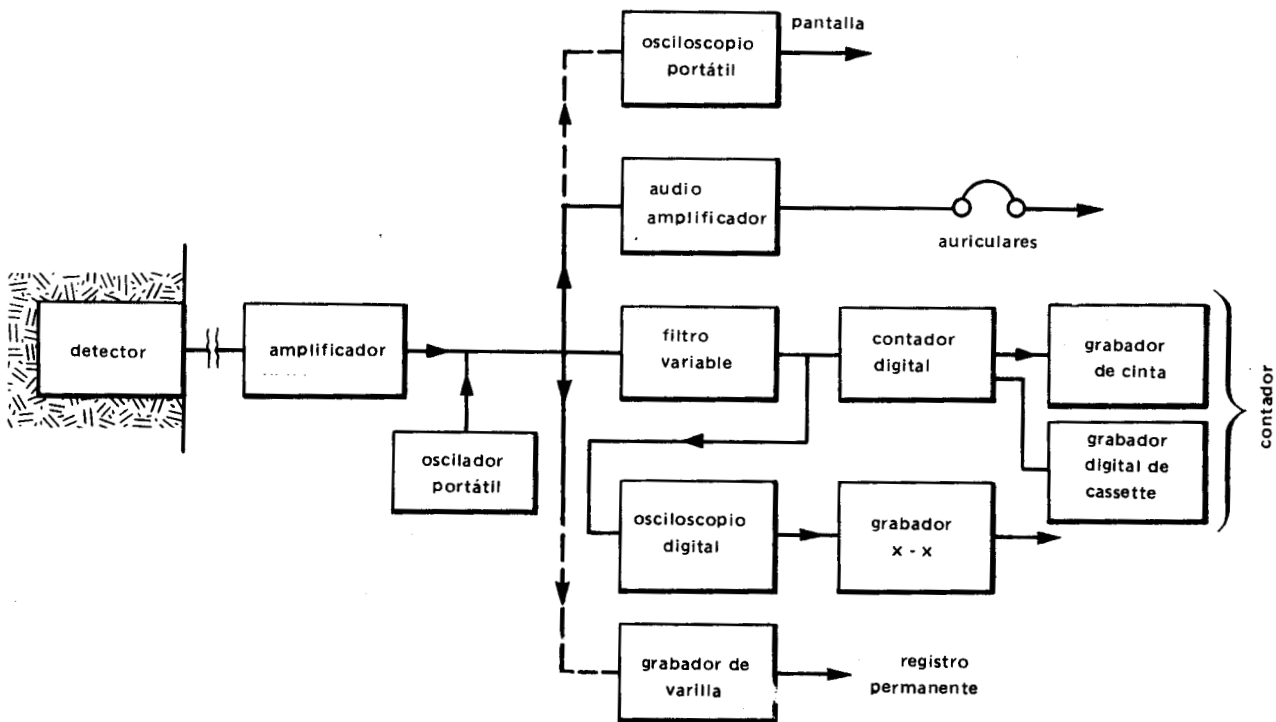 pantalla
osciloscopio
portátil
audio
amplificador
auriculares
detector
amplificador
filtro
variable
contador
digital
grabador
de cinta
contador
oscilador
portátil
grabador
digital de
cassette
osciloscopio
digital
grabador
x - x
grabador de
varilla
registro
permanente